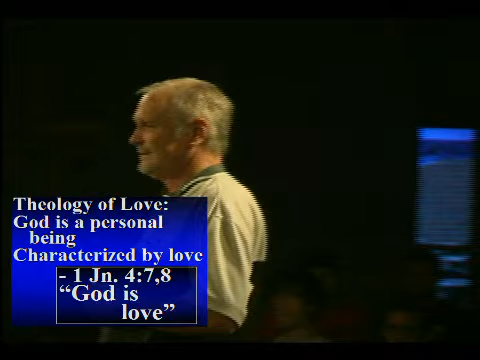 Theology of Love:
God is a personal
being
Characterized by love
- 1 Jn. 4:7,8
“God is
love”